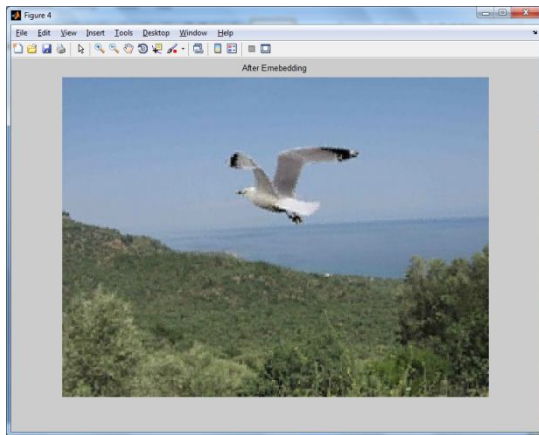 Figure 4
File Edit View Insert Tools Desktop Window Help
After Emebedding